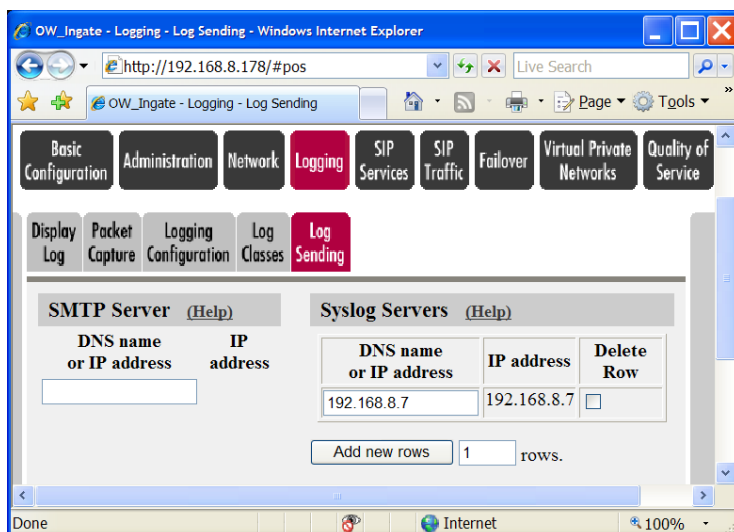 OW_Ingate - Logging - Log Sending - Windows Internet Explorer
http://192.168.8.178/#pos
Live Search
OW_Ingate - Logging - Log Sending
Page
Tools
»
Basic Configuration
Administration
Network
Logging
SIP Services
SIP Traffic
Failover
Virtual Private Networks
Quality of Service
Display Log
Packet Capture
Logging Configuration
Log Classes
Log Sending
SMTP Server (Help)
DNS name or IP address
IP address
Syslog Servers (Help)
DNS name or IP address
IP address
Delete Row
192.168.8.7
192.168.8.7
Add new rows
1
rows.
Done
Internet
100%